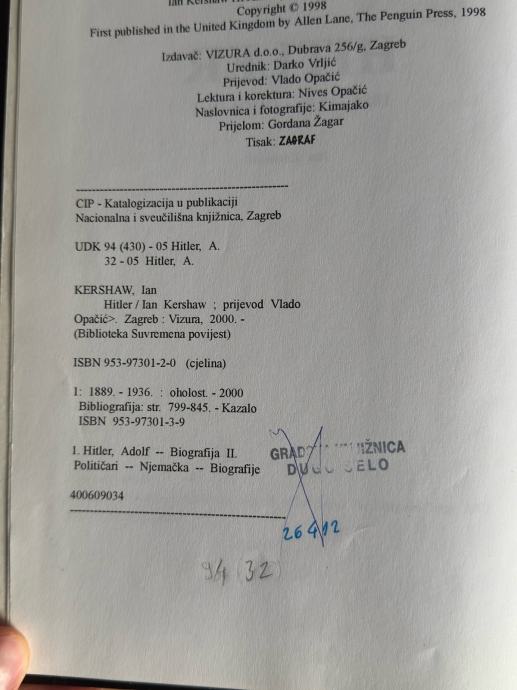 Ian Kershaw
Copyright © 1998
First published in the United Kingdom by Allen Lane, The Penguin Press, 1998
Izdavač: VIZURA d.o.o., Dubrava 256/g, Zagreb
Urednik: Darko Vrljić
Prijevod: Vlado Opačić
Lektura i korektura: Nives Opačić
Naslovnica i fotografije: Kimajako
Prijelom: Gordana Žagar
Tisak: ZAGRAF
CIP - Katalogizacija u publikaciji
Nacionalna i sveučilišna knjižnica, Zagreb
UDK 94 (430) - 05 Hitler, A.
32 - 05 Hitler, A.
KERSHAW, Ian
Hitler / Ian Kershaw ; prijevod Vlado
Opačić>. Zagreb : Vizura, 2000. -
(Biblioteka Suvremena povijest)
ISBN 953-97301-2-0 (cjelina)
1: 1889. - 1936. : oholost. - 2000
Bibliografija: str. 799-845. - Kazalo
ISBN 953-97301-3-9
1. Hitler, Adolf -- Biografija II.
Političari -- Njemačka -- Biografije
400609034
DUGO SELO
26412
94(32)